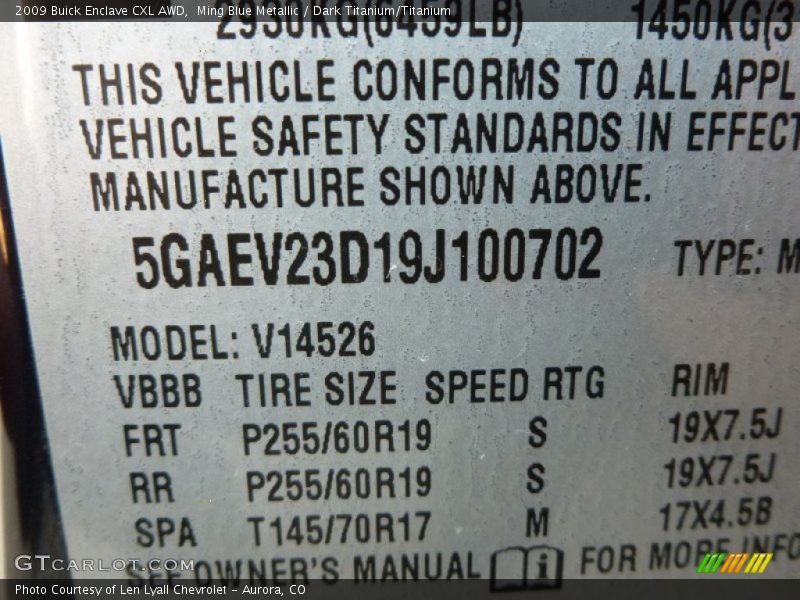 2009 Buick Enclave CXL AWD, Ming Blue Metallic / Dark Titanium/Titanium
2930KG(6459LB) 1450KG(3
THIS VEHICLE CONFORMS TO ALL APPL
VEHICLE SAFETY STANDARDS IN EFFECT
MANUFACTURE SHOWN ABOVE.
5GAEV23D19J100702 TYPE: M
MODEL: V14526
VBBB TIRE SIZE SPEED RTG RIM
FRT P255/60R19 S 19X7.5J
RR P255/60R19 S 19X7.5J
SPA T145/70R17 M 17X4.5B
SEE OWNER'S MANUAL i FOR MORE INFO
GTCARLOT.COM
Photo Courtesy of Len Lyall Chevrolet - Aurora, CO